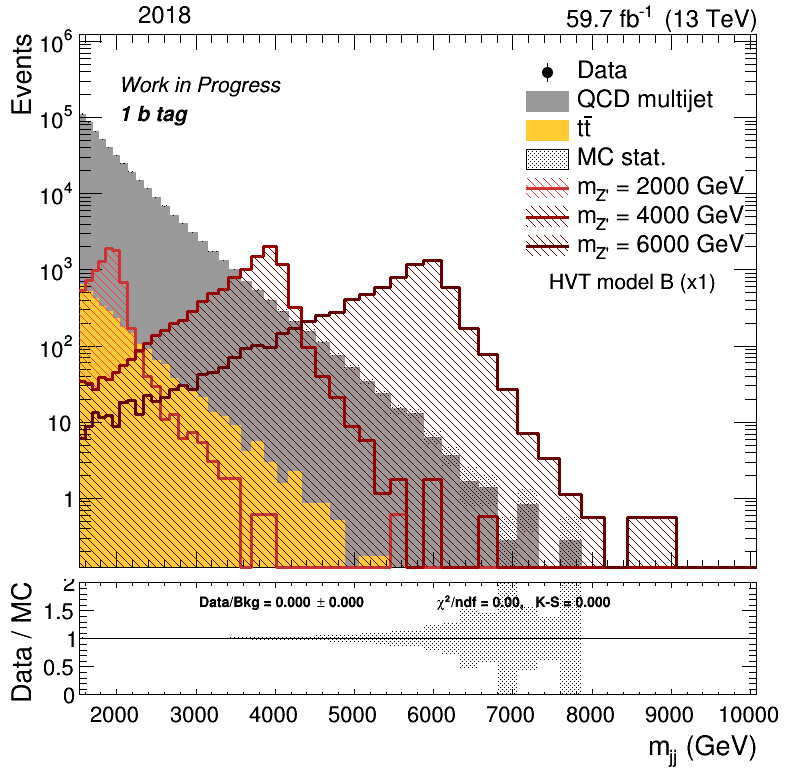 2018
59.7 fb⁻¹ (13 TeV)
Events
10⁶
10⁵
10⁴
10³
10²
10
1
Work in Progress
1 b tag
Data
QCD multijet
tt̄
MC stat.
m_Z' = 2000 GeV
m_Z' = 4000 GeV
m_Z' = 6000 GeV
HVT model B (x1)
Data / MC
2
1.5
1
0.5
0
Data/Bkg = 0.000 ± 0.000
χ²/ndf = 0.00, K-S = 0.000
2000 3000 4000 5000 6000 7000 8000 9000 10000
m_jj (GeV)